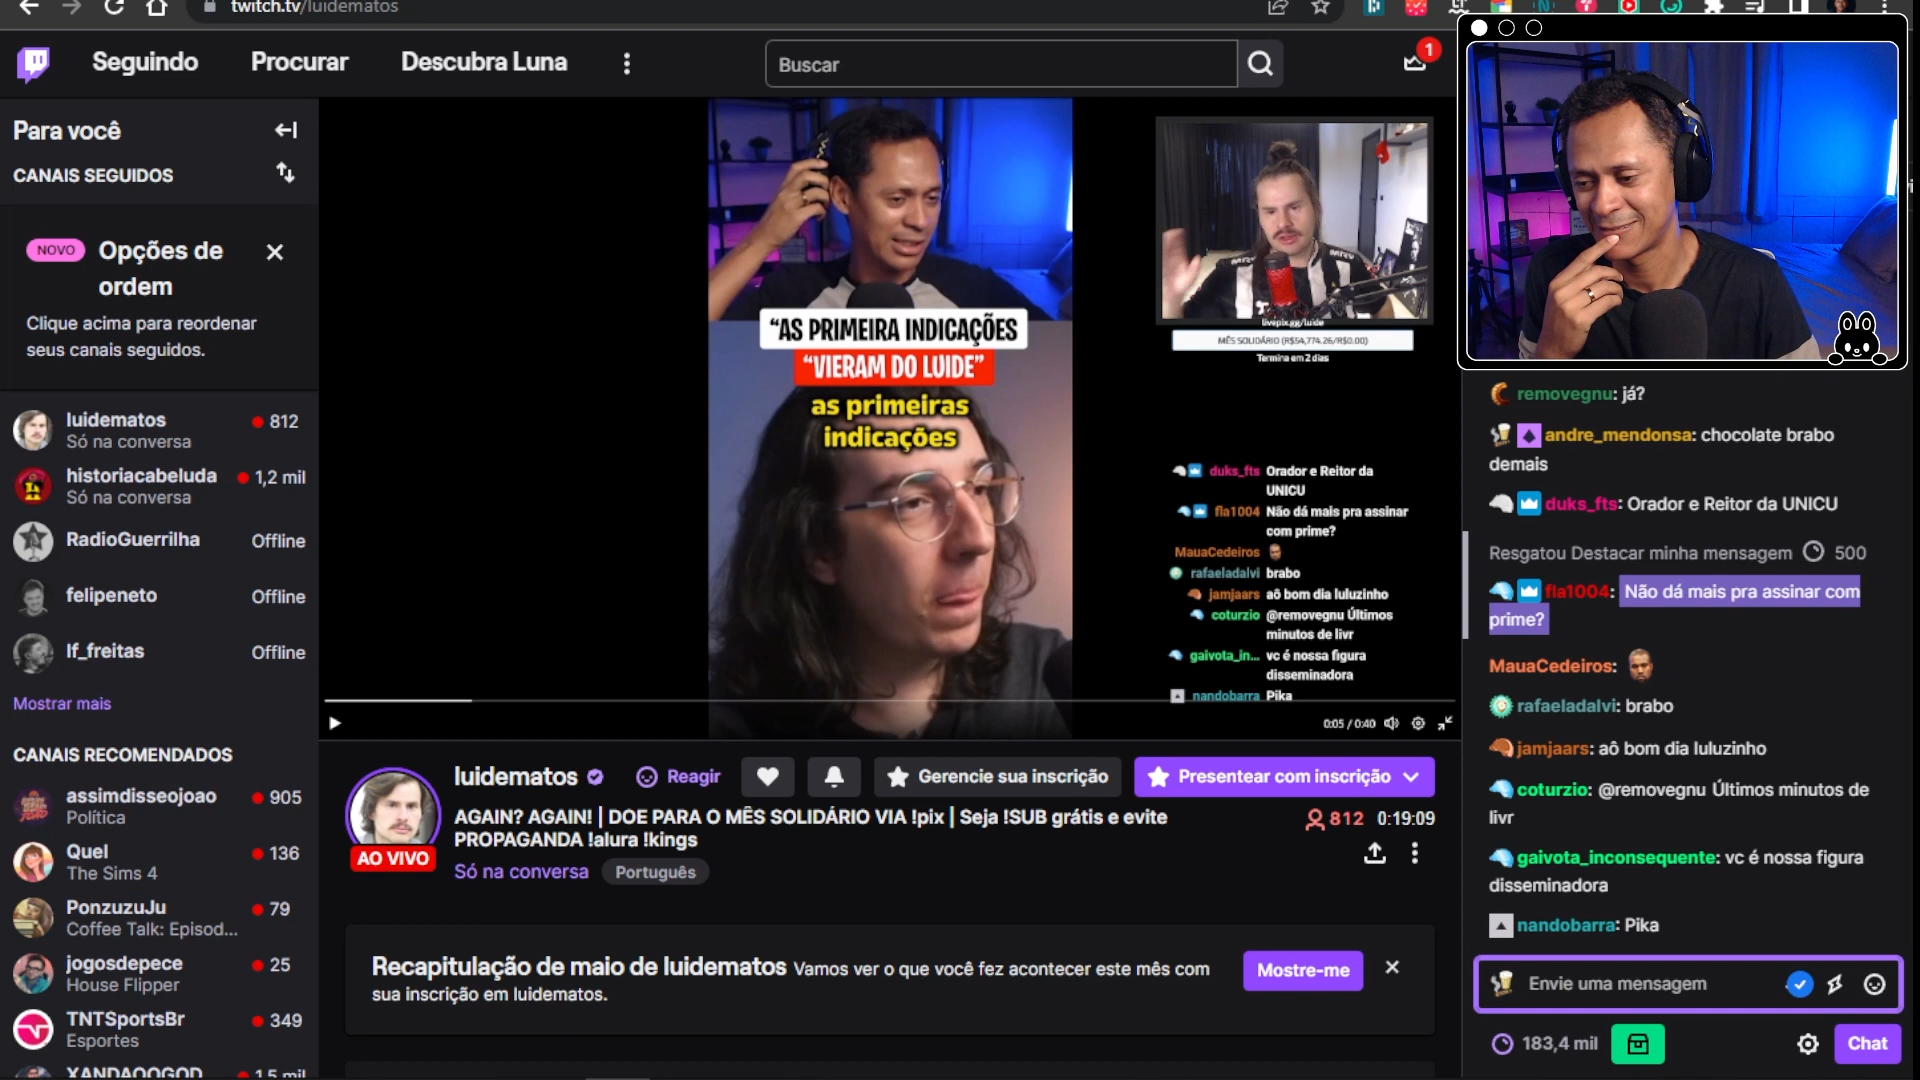 twitch.tv/luidematos
Seguindo
Procurar
Descubra Luna
Buscar
1
Para você
CANAIS SEGUIDOS
NOVO
Opções de
ordem
Clique acima para reordenar
seus canais seguidos.
luidematos
812
Só na conversa
historiacabeluda
1,2 mil
Só na conversa
RadioGuerrilha
Offline
felipeneto
Offline
lf_freitas
Offline
Mostrar mais
CANAIS RECOMENDADOS
assimdisseojoao
905
Política
Quel
136
The Sims 4
PonzuzuJu
79
Coffee Talk: Episod...
jogosdepece
25
House Flipper
TNTSportsBr
349
Esportes
XANDAOOGOD
1,5 mil
“AS PRIMEIRA INDICAÇÕES
“VIERAM DO LUIDE”
as primeiras
indicações
livepix.gg/luide
MÊS SOLIDÁRIO (R$54,774.26/R$0.00)
Termina em 2 dias
duks_fts Orador e Reitor da
UNICU
fla1004 Não dá mais pra assinar
com prime?
MauaCedeiros
rafaeladalvi brabo
jamjaars aô bom dia luluzinho
coturzio @removegnu Últimos
minutos de livr
gaivota_in... vc é nossa figura
disseminadora
nandobarra Pika
0:05 / 0:40
luidematos
Reagir
Gerencie sua inscrição
Presentear com inscrição
AO VIVO
AGAIN? AGAIN! | DOE PARA O MÊS SOLIDÁRIO VIA !pix | Seja !SUB grátis e evite
PROPAGANDA !alura !kings
812
0:19:09
Só na conversa
Português
Recapitulação de maio de luidematos Vamos ver o que você fez acontecer este mês com
sua inscrição em luidematos.
Mostre-me
removegnu: já?
andre_mendonsa: chocolate brabo
demais
duks_fts: Orador e Reitor da UNICU
Resgatou Destacar minha mensagem 500
fla1004: Não dá mais pra assinar com
prime?
MauaCedeiros:
rafaeladalvi: brabo
jamjaars: aô bom dia luluzinho
coturzio: @removegnu Últimos minutos de
livr
gaivota_inconsequente: vc é nossa figura
disseminadora
nandobarra: Pika
Envie uma mensagem
183,4 mil
Chat